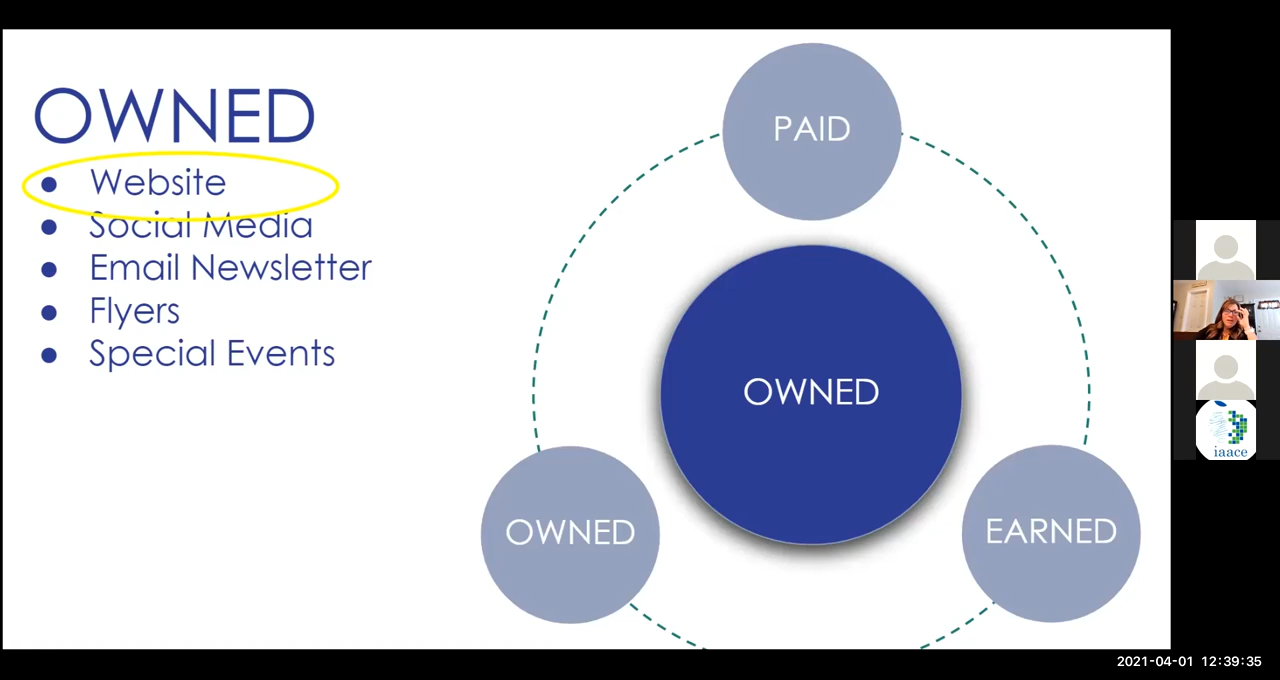 OWNED
● Website
● Social Media
● Email Newsletter
● Flyers
● Special Events
PAID
OWNED
OWNED
EARNED
iaace
2021-04-01 12:39:35